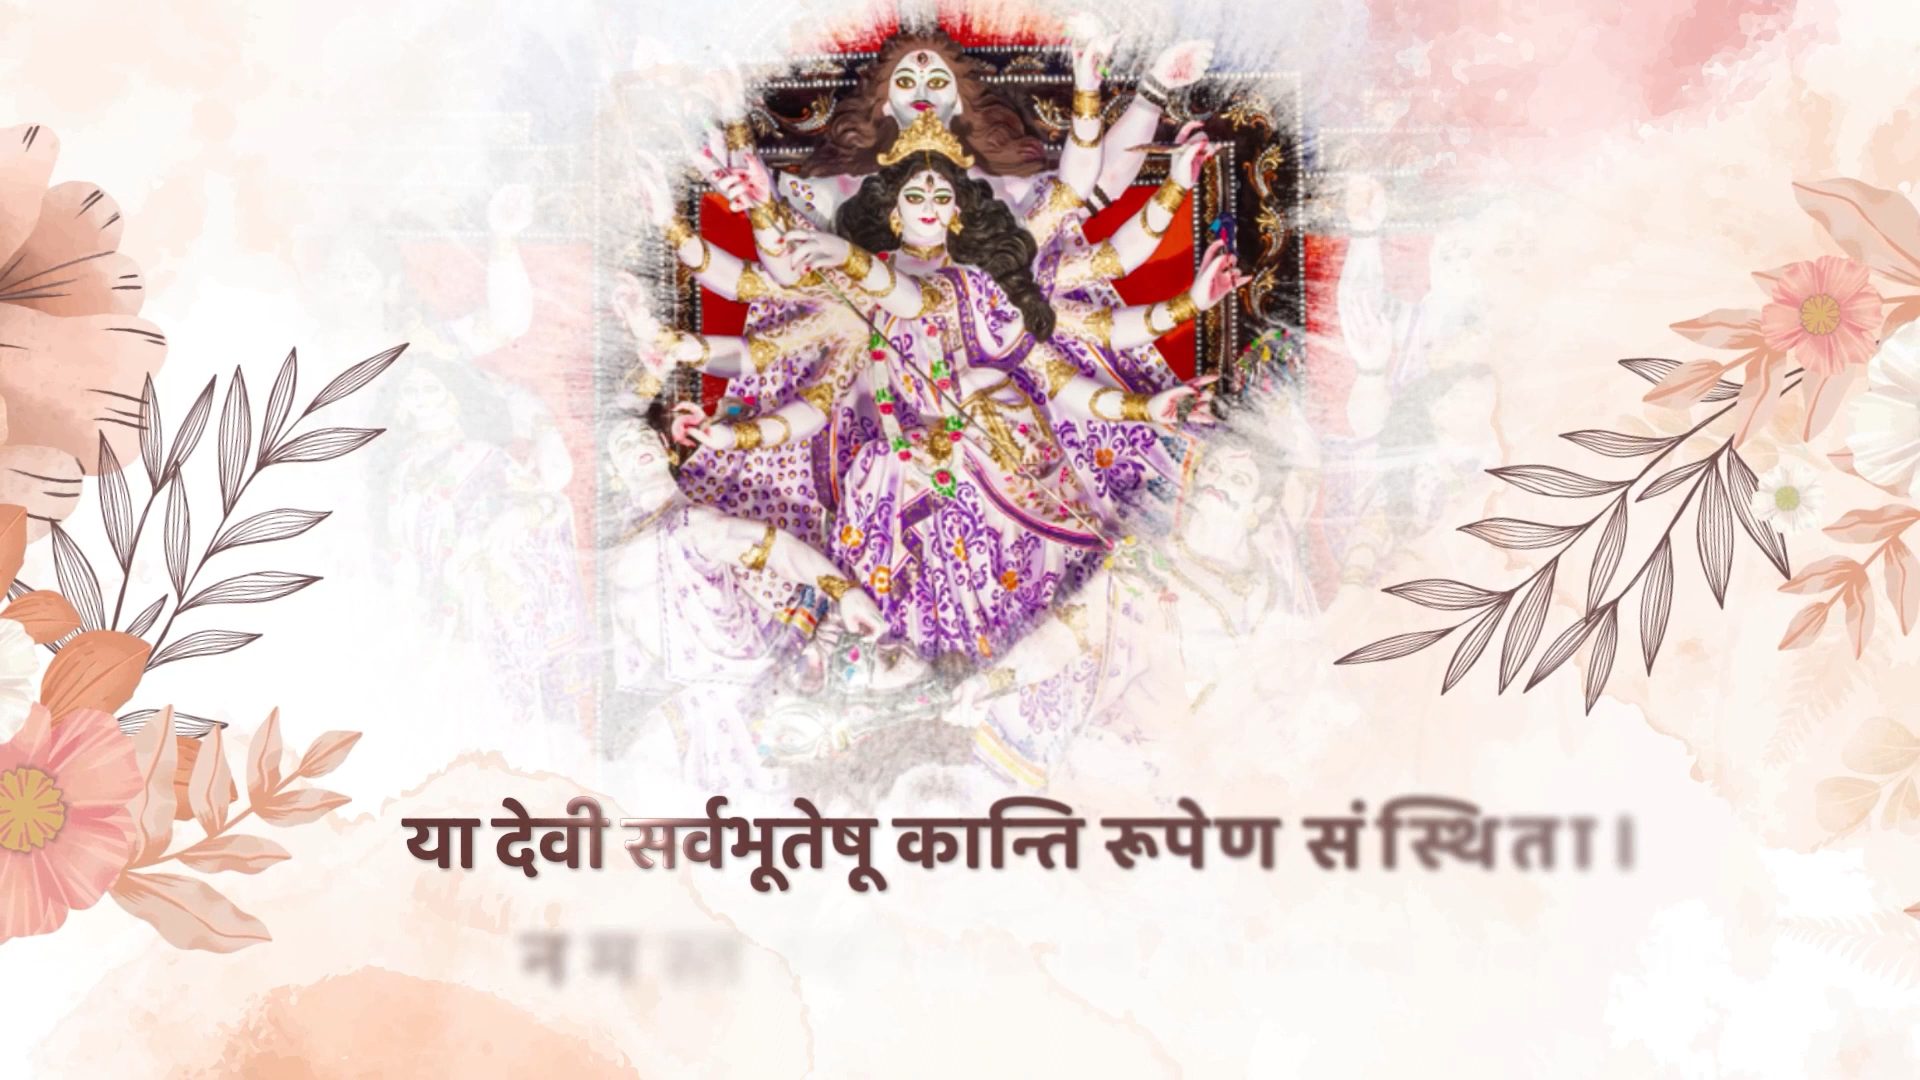 या देवी सर्वभूतेषू कान्ति रूपेण संस्थिता।